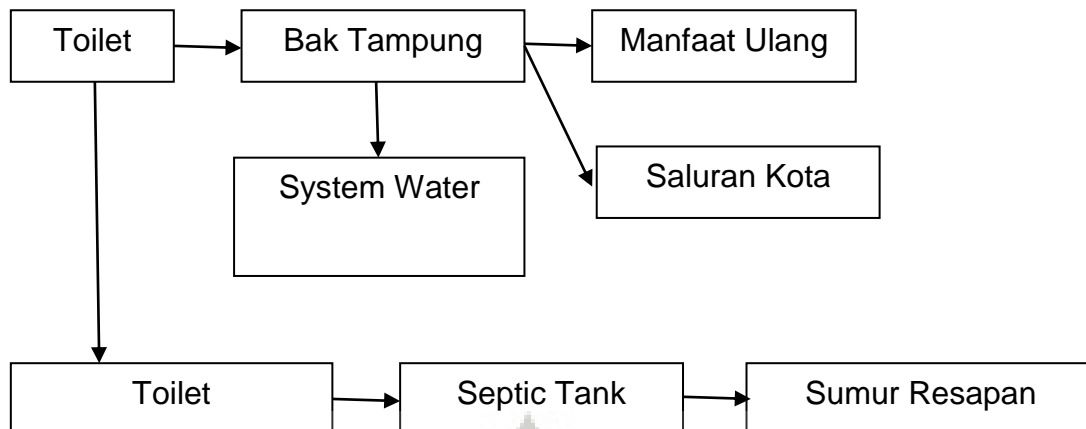 Toilet
Bak Tampung
Manfaat Ulang
System Water
Saluran Kota
Toilet
Septic Tank
Sumur Resapan